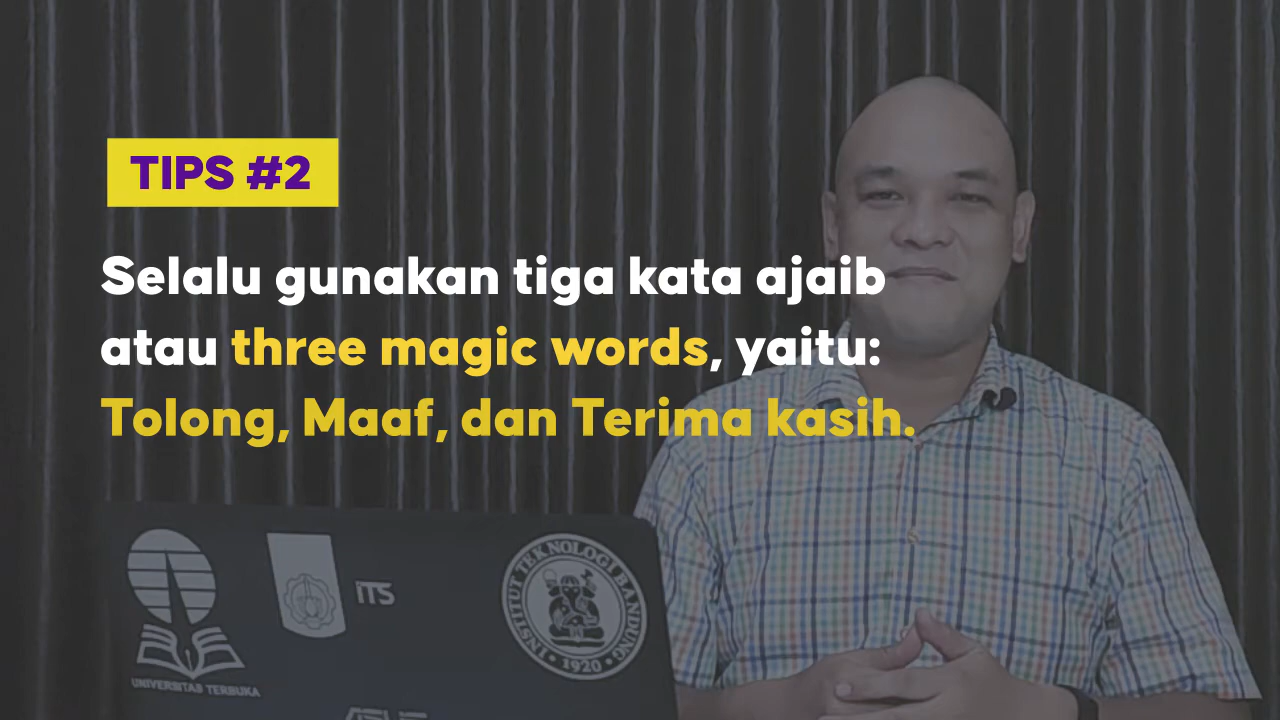 TIPS #2
Selalu gunakan tiga kata ajaib
atau three magic words, yaitu:
Tolong, Maaf, dan Terima kasih.
UNIVERSITAS TERBUKA
iTS
INSTITUT TEKNOLOGI BANDUNG
• 1920 •